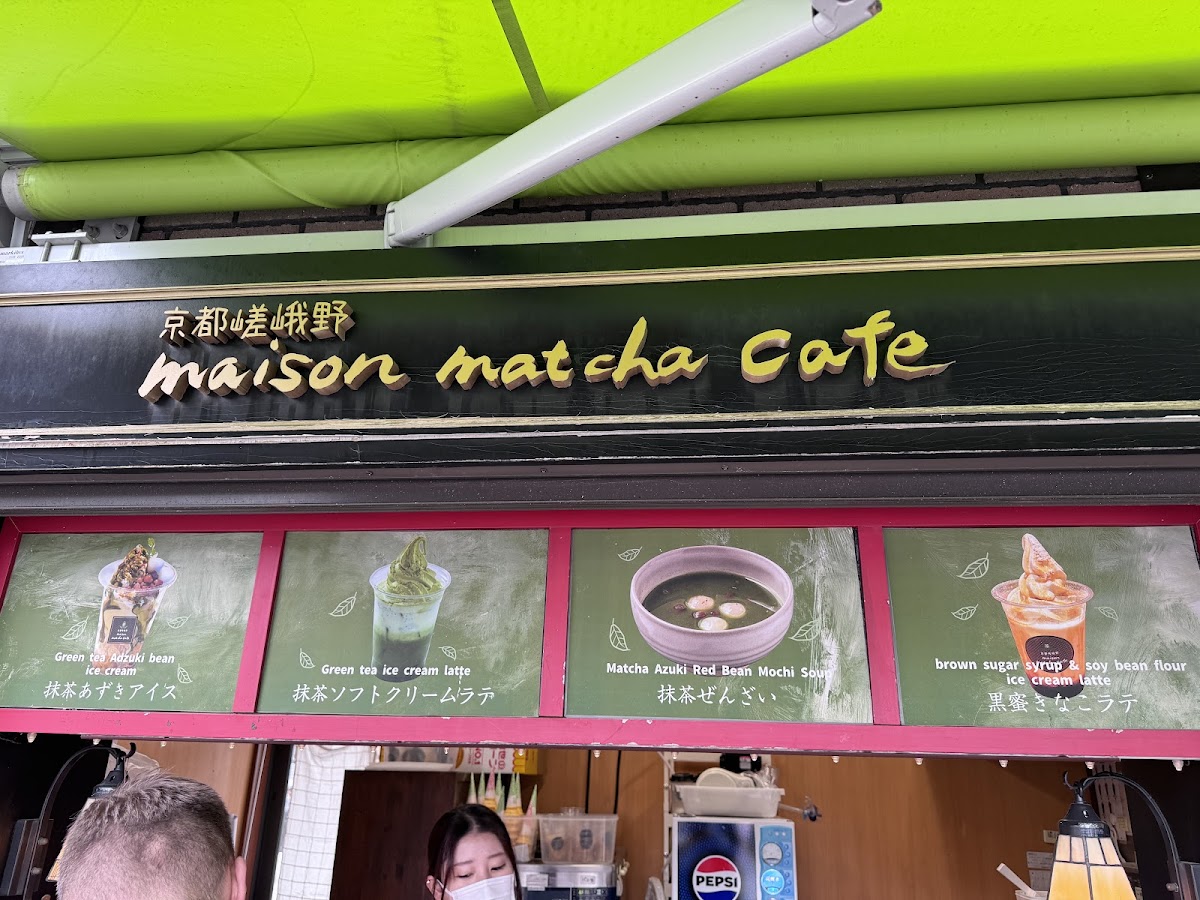 京都嵯峨野
maison matcha cafe
Green tea Adzuki bean
ice cream
抹茶あずきアイス
Green tea ice cream latte
抹茶ソフトクリームラテ
Matcha Azuki Red Bean Mochi Soup
抹茶ぜんざい
brown sugar syrup & soy bean flour
ice cream latte
黒蜜きなこラテ
PEPSI